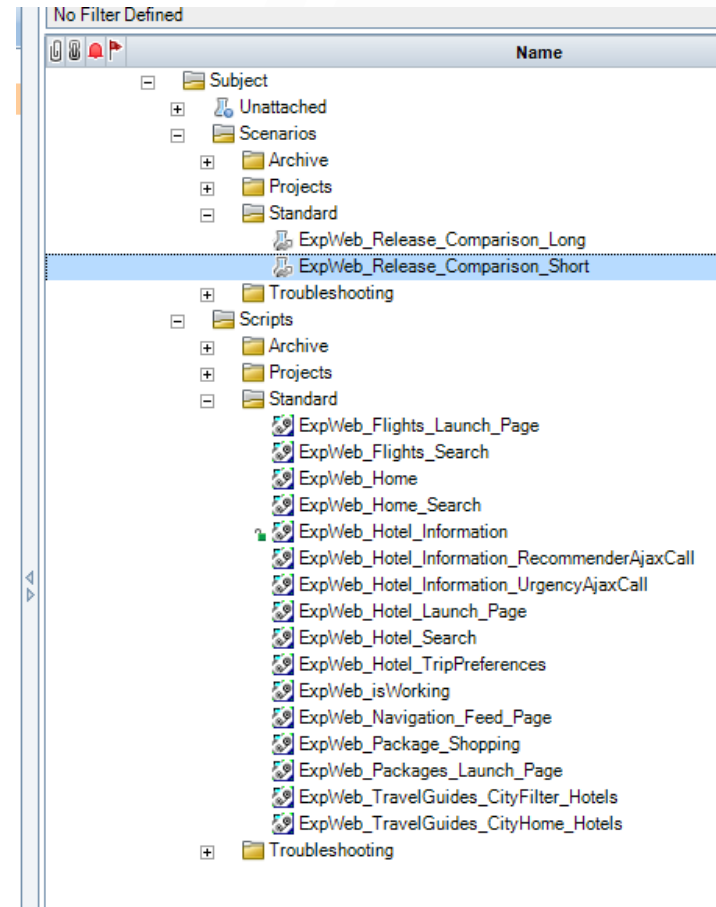 No Filter Defined
Name
Subject
Unattached
Scenarios
Archive
Projects
Standard
ExpWeb_Release_Comparison_Long
ExpWeb_Release_Comparison_Short
Troubleshooting
Scripts
Archive
Projects
Standard
ExpWeb_Flights_Launch_Page
ExpWeb_Flights_Search
ExpWeb_Home
ExpWeb_Home_Search
ExpWeb_Hotel_Information
ExpWeb_Hotel_Information_RecommenderAjaxCall
ExpWeb_Hotel_Information_UrgencyAjaxCall
ExpWeb_Hotel_Launch_Page
ExpWeb_Hotel_Search
ExpWeb_Hotel_TripPreferences
ExpWeb_isWorking
ExpWeb_Navigation_Feed_Page
ExpWeb_Package_Shopping
ExpWeb_Packages_Launch_Page
ExpWeb_TravelGuides_CityFilter_Hotels
ExpWeb_TravelGuides_CityHome_Hotels
Troubleshooting